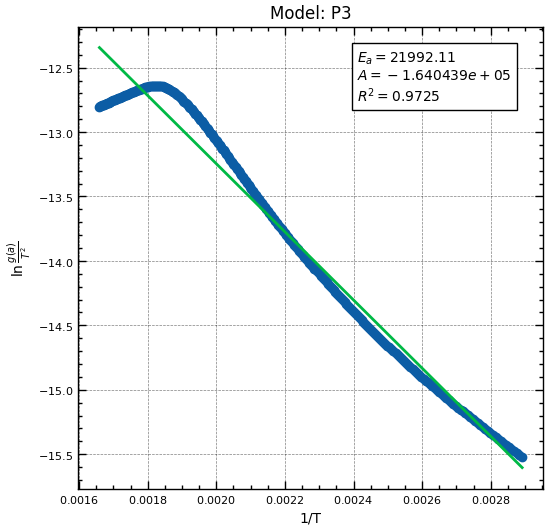 Model: P3
E_a = 21992.11
A = −1.640439e + 05
R² = 0.9725
−12.5
−13.0
−13.5
−14.0
−14.5
−15.0
−15.5
ln g(a)/T²
0.0016 0.0018 0.0020 0.0022 0.0024 0.0026 0.0028
1/T